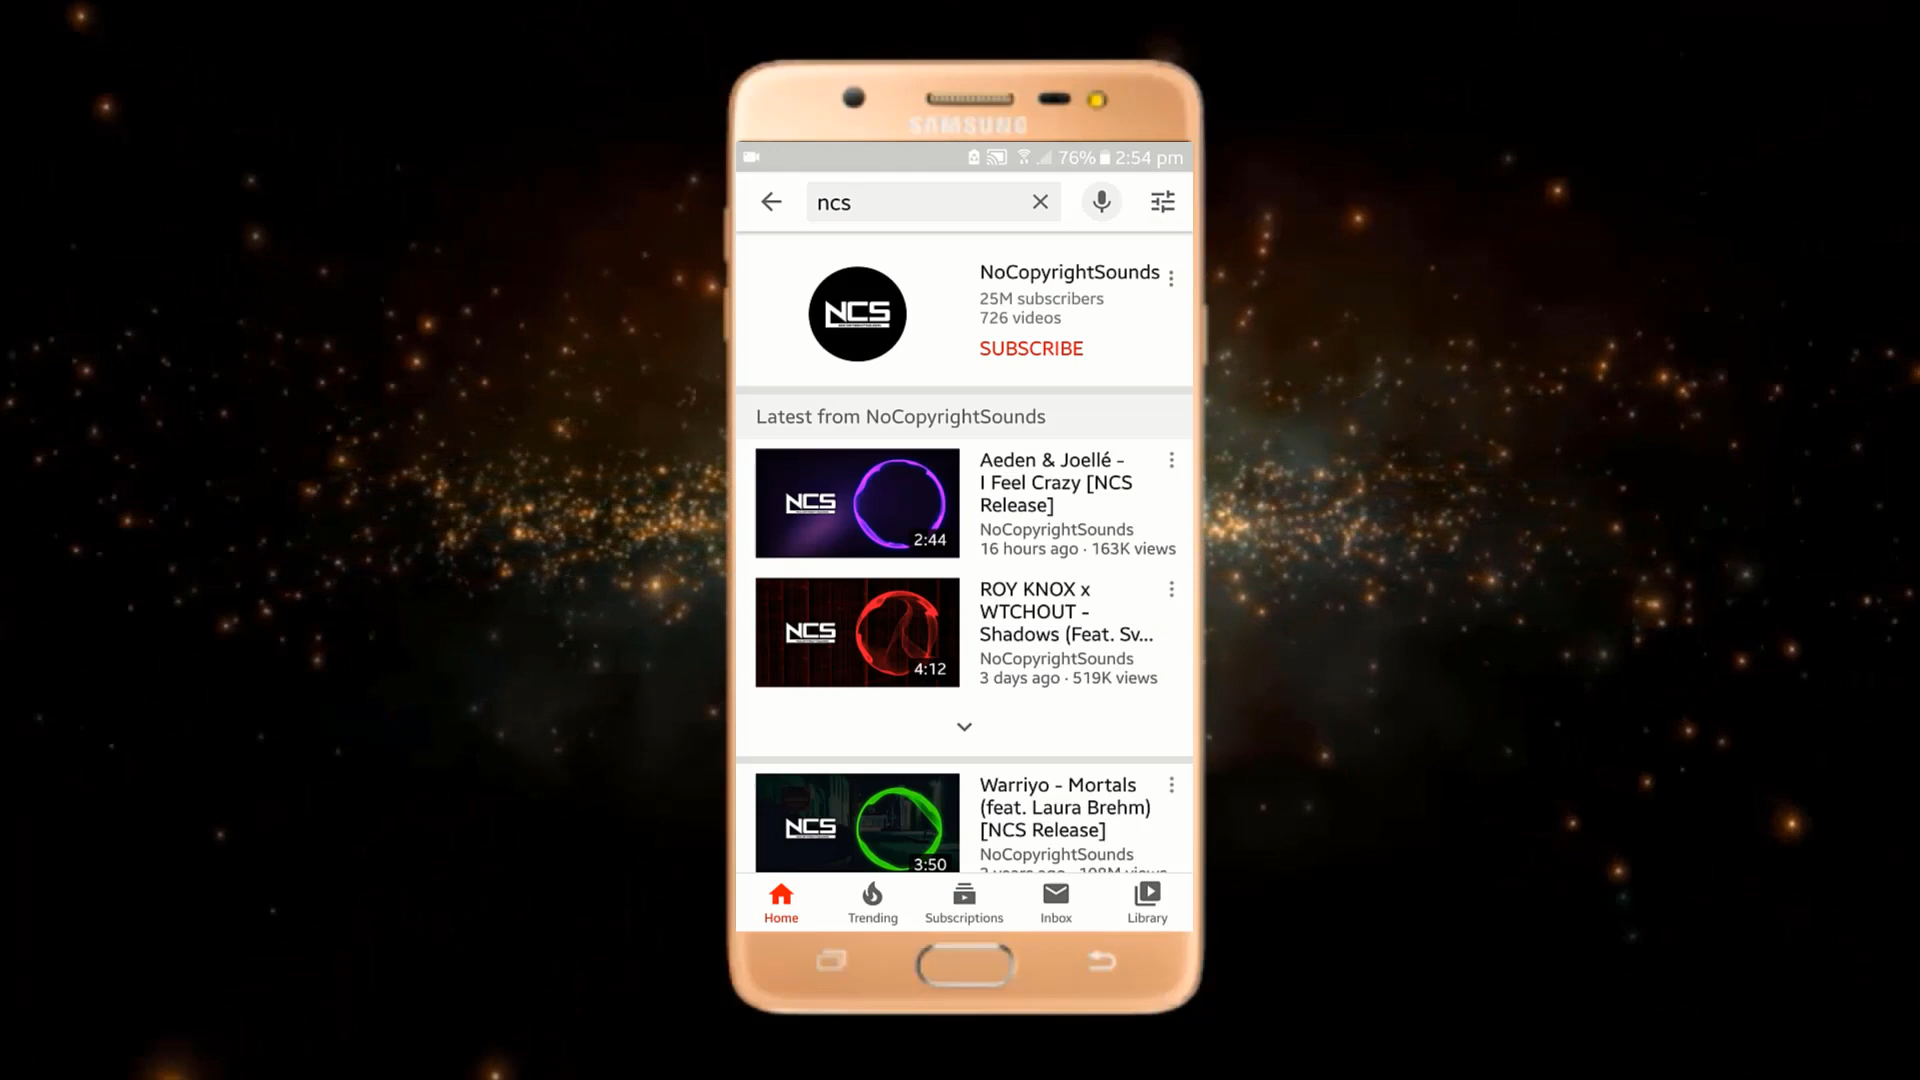 SAMSUNG
76% 2:54 pm
ncs
NoCopyrightSounds
25M subscribers
726 videos
SUBSCRIBE
NCS
Latest from NoCopyrightSounds
Aeden & Joellé -
I Feel Crazy [NCS
Release]
NoCopyrightSounds
16 hours ago · 163K views
NCS
2:44
ROY KNOX x
WTCHOUT -
Shadows (Feat. Sv...
NoCopyrightSounds
3 days ago · 519K views
NCS
4:12
Warriyo - Mortals
(feat. Laura Brehm)
[NCS Release]
NoCopyrightSounds
NCS
3:50
Home
Trending
Subscriptions
Inbox
Library